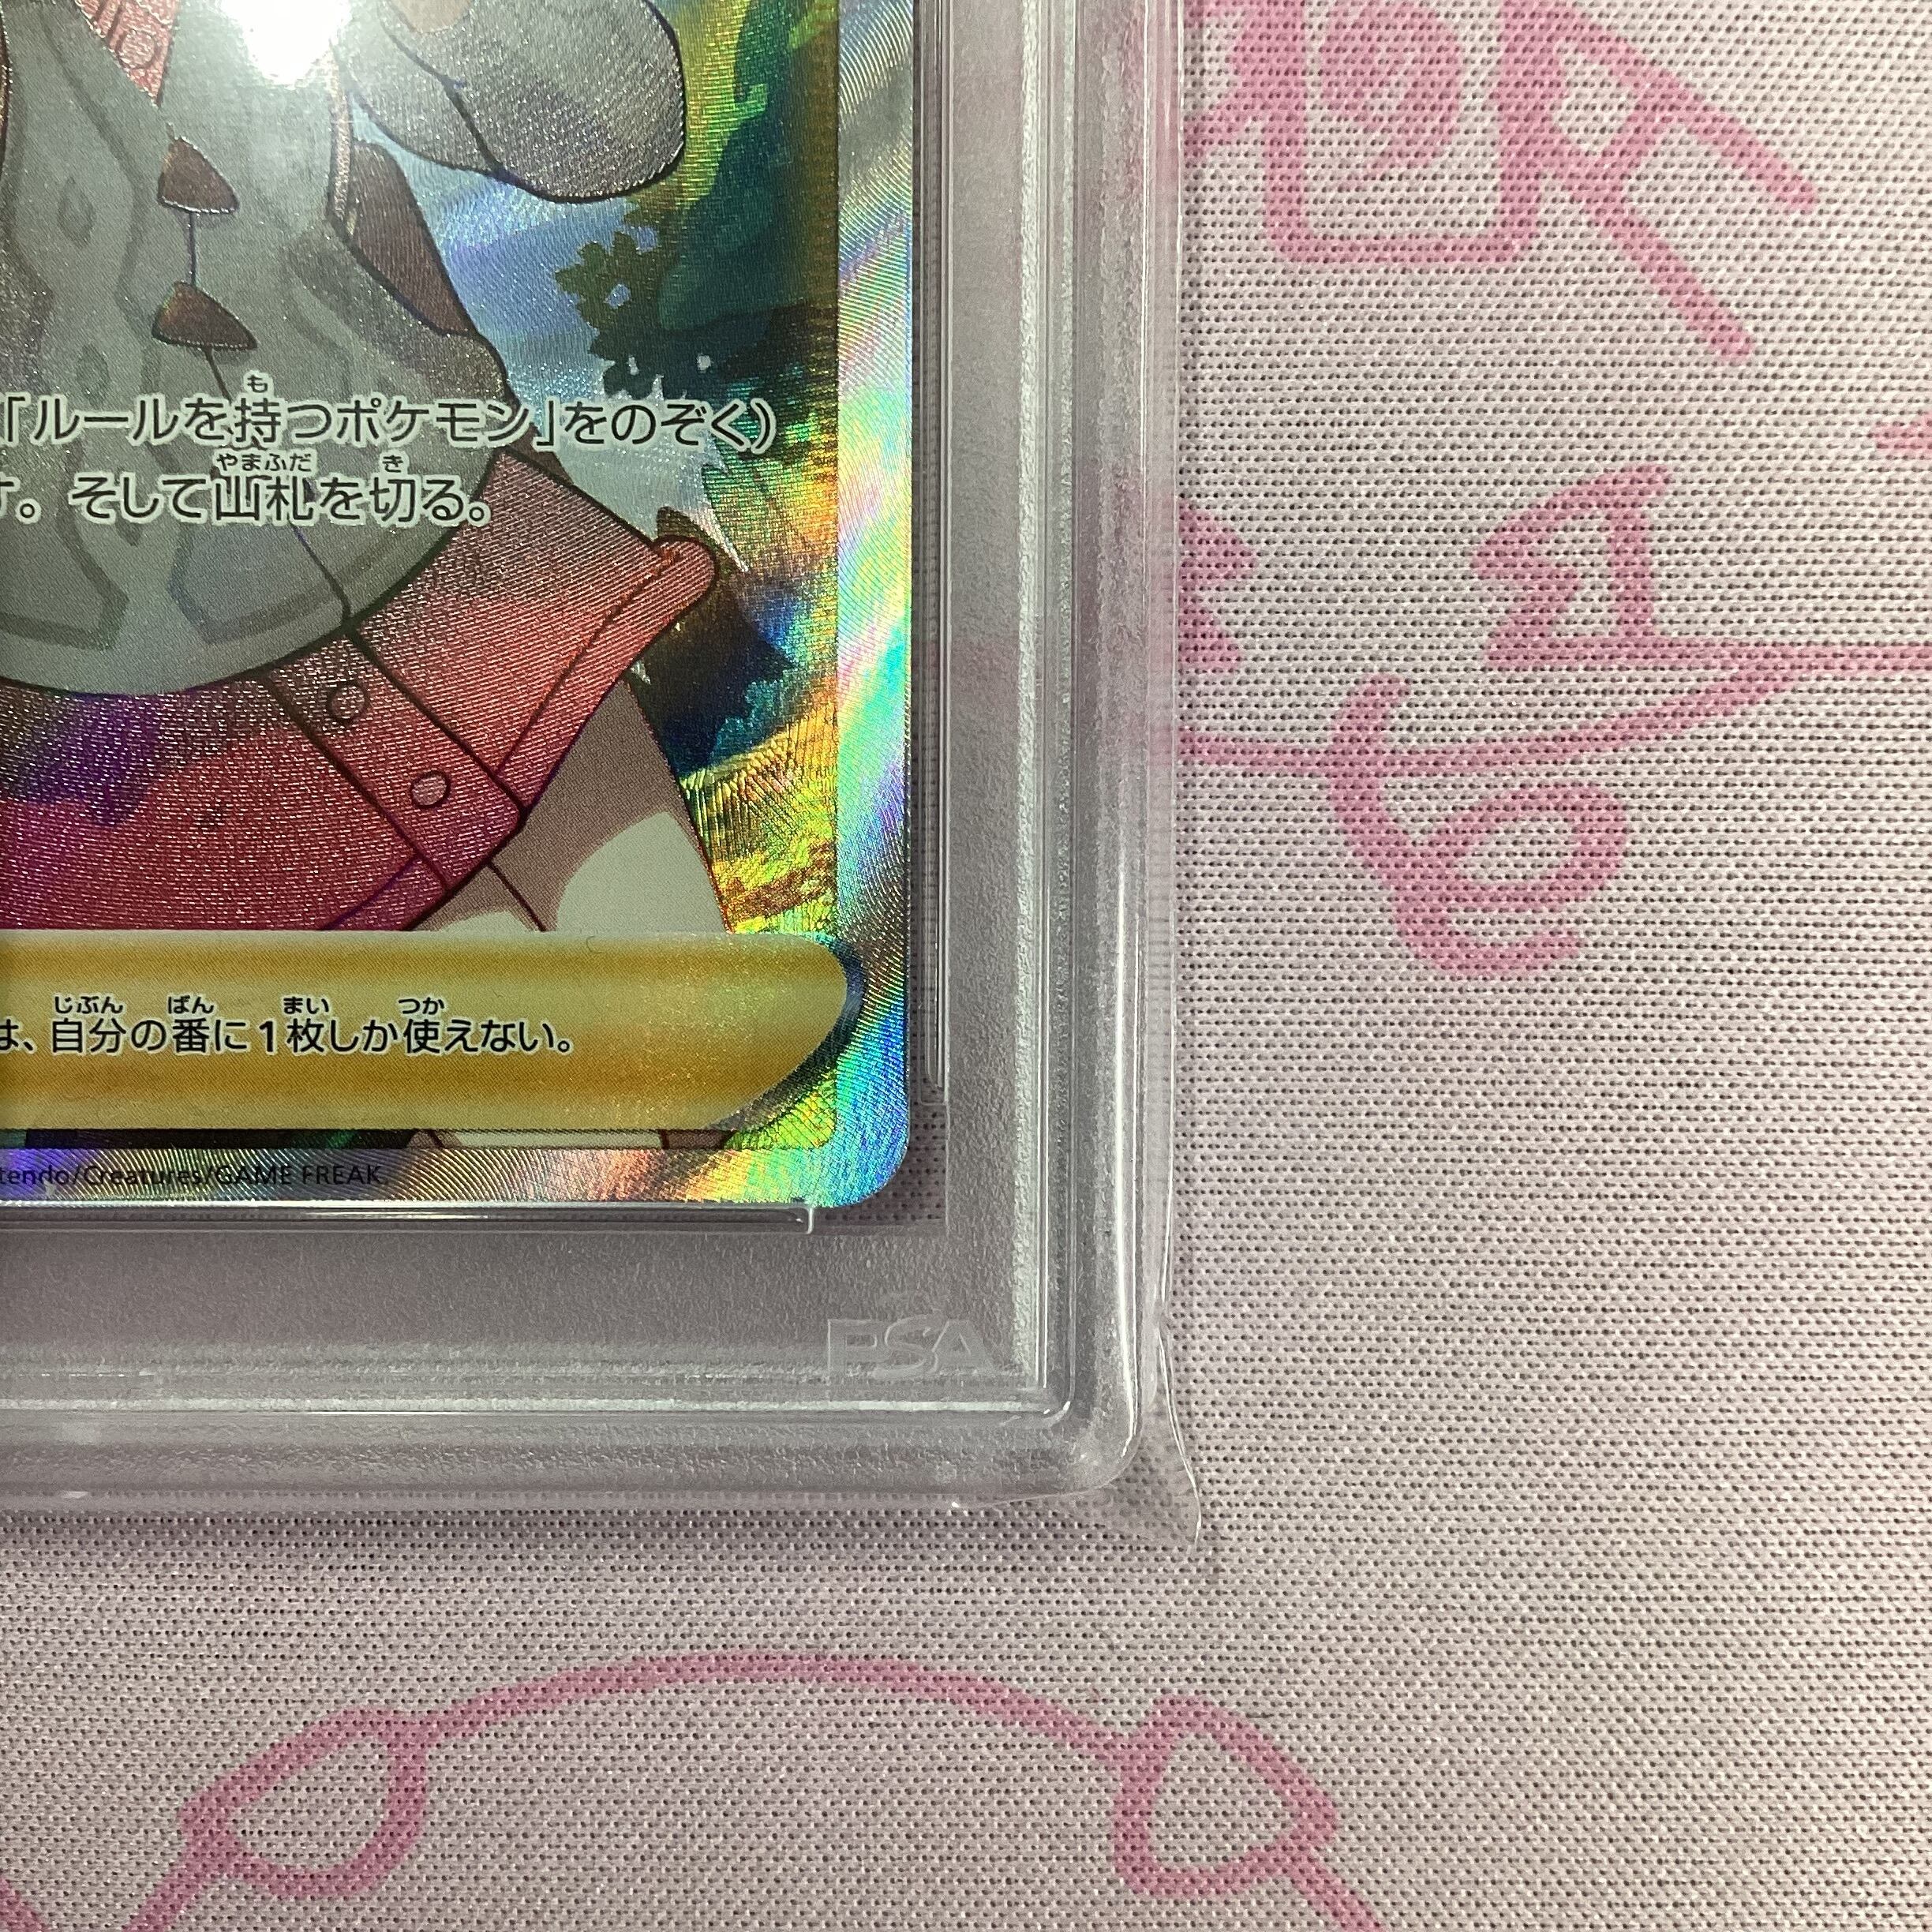 「ルールを持つポケモン」をのぞく)
す。そして山札を切る。
は、自分の番に1枚しか使えない。
tendo/Creatures/GAME FREAK
PSA